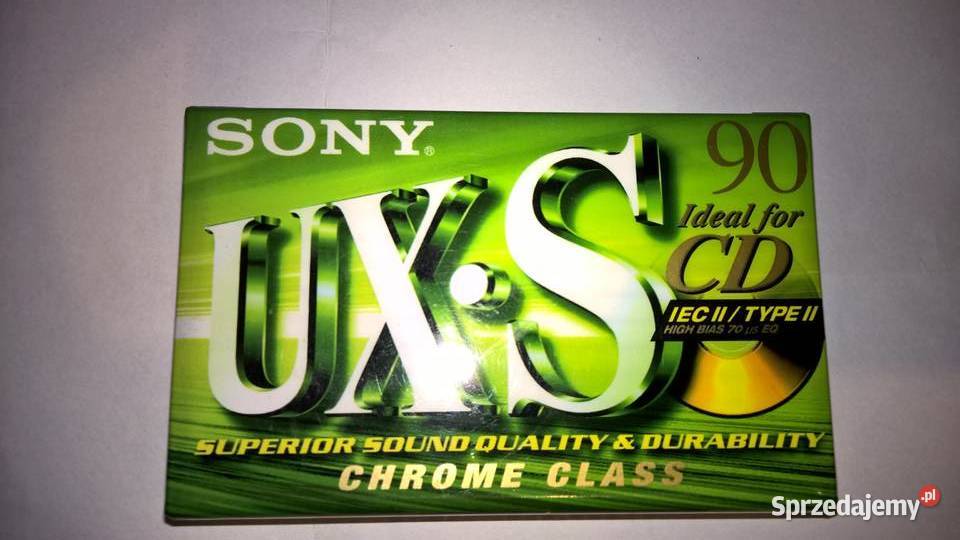 SONY®
90
UX·S
Ideal for
CD
IEC II / TYPE II
HIGH BIAS 70 µs EQ
SUPERIOR SOUND QUALITY & DURABILITY
CHROME CLASS
Sprzedajemy.pl